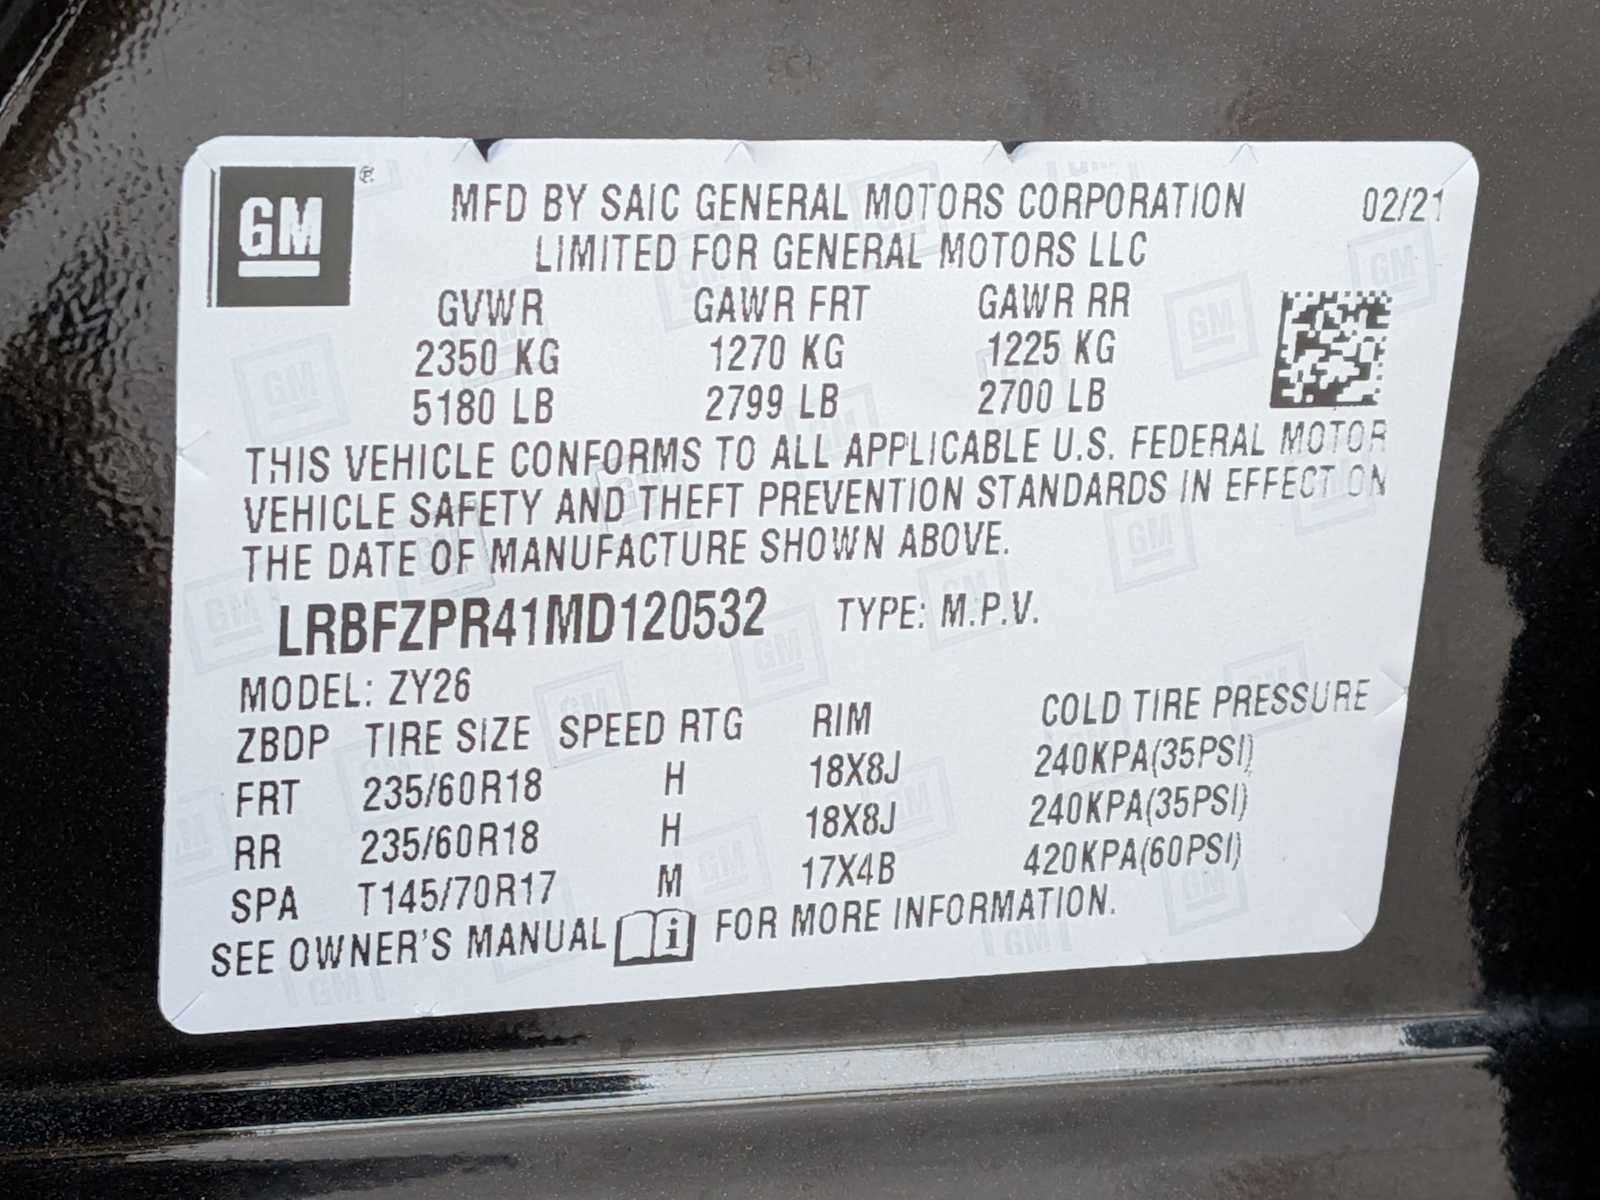 GM ®
MFD BY SAIC GENERAL MOTORS CORPORATION 02/21
LIMITED FOR GENERAL MOTORS LLC
GVWR GAWR FRT GAWR RR
2350 KG 1270 KG 1225 KG
5180 LB 2799 LB 2700 LB
THIS VEHICLE CONFORMS TO ALL APPLICABLE U.S. FEDERAL MOTOR
VEHICLE SAFETY AND THEFT PREVENTION STANDARDS IN EFFECT ON
THE DATE OF MANUFACTURE SHOWN ABOVE.
LRBFZPR41MD120532 TYPE: M.P.V.
MODEL: ZY26
ZBDP TIRE SIZE SPEED RTG RIM COLD TIRE PRESSURE
FRT 235/60R18 H 18X8J 240KPA(35PSI)
RR 235/60R18 H 18X8J 240KPA(35PSI)
SPA T145/70R17 M 17X4B 420KPA(60PSI)
SEE OWNER'S MANUAL i FOR MORE INFORMATION.